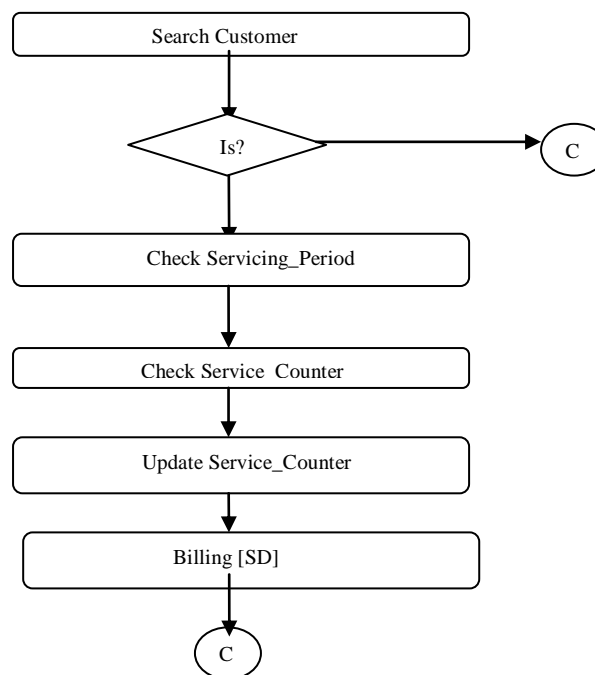 Search Customer
Is?
C
Check Servicing_Period
Check Service Counter
Update Service_Counter
Billing [SD]
C